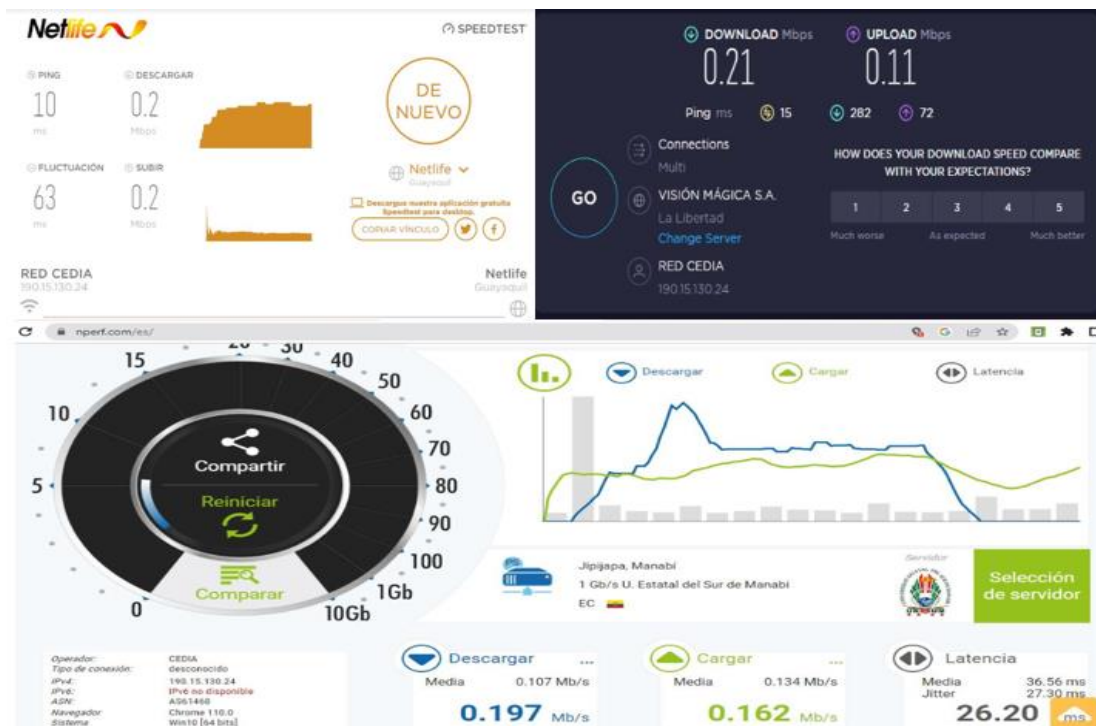 Netlife
SPEEDTEST
PING
DESCARGAR
10
0.2
ms
Mbps
DE
NUEVO
FLUCTUACIÓN
SUBIR
63
0.2
ms
Mbps
Netlife
Guayaquil
Descargue nuestra aplicación gratuita
Speedtest para desktop.
COPIAR VÍNCULO
RED CEDIA
190.15.130.24
Netlife
Guayaquil
DOWNLOAD Mbps
UPLOAD Mbps
0.21
0.11
Ping ms
15
282
72
GO
Connections
Multi
VISIÓN MÁGICA S.A.
La Libertad
Change Server
RED CEDIA
190.15.130.24
HOW DOES YOUR DOWNLOAD SPEED COMPARE
WITH YOUR EXPECTATIONS?
1 2 3 4 5
Much worse
As expected
Much better
nperf.com/es/
0
5
10
15
20
30
40
50
60
70
80
90
100
1Gb
10Gb
Compartir
Reiniciar
Comparar
Descargar
Cargar
Latencia
Jipijapa, Manabí
1 Gb/s U. Estatal del Sur de Manabí
EC
Servidor
Selección
de servidor
Operador: CEDIA
Tipo de conexión: desconocido
IPv4: 190.15.130.24
IPv6: IPv6 no disponible
ASN: AS61468
Navegador Chrome 110.0
Sistema Win10 [64 bits]
Descargar ...
Media 0.107 Mb/s
0.197 Mb/s
Cargar ...
Media 0.134 Mb/s
0.162 Mb/s
Latencia
Media 36.56 ms
Jitter 27.30 ms
26.20 ms